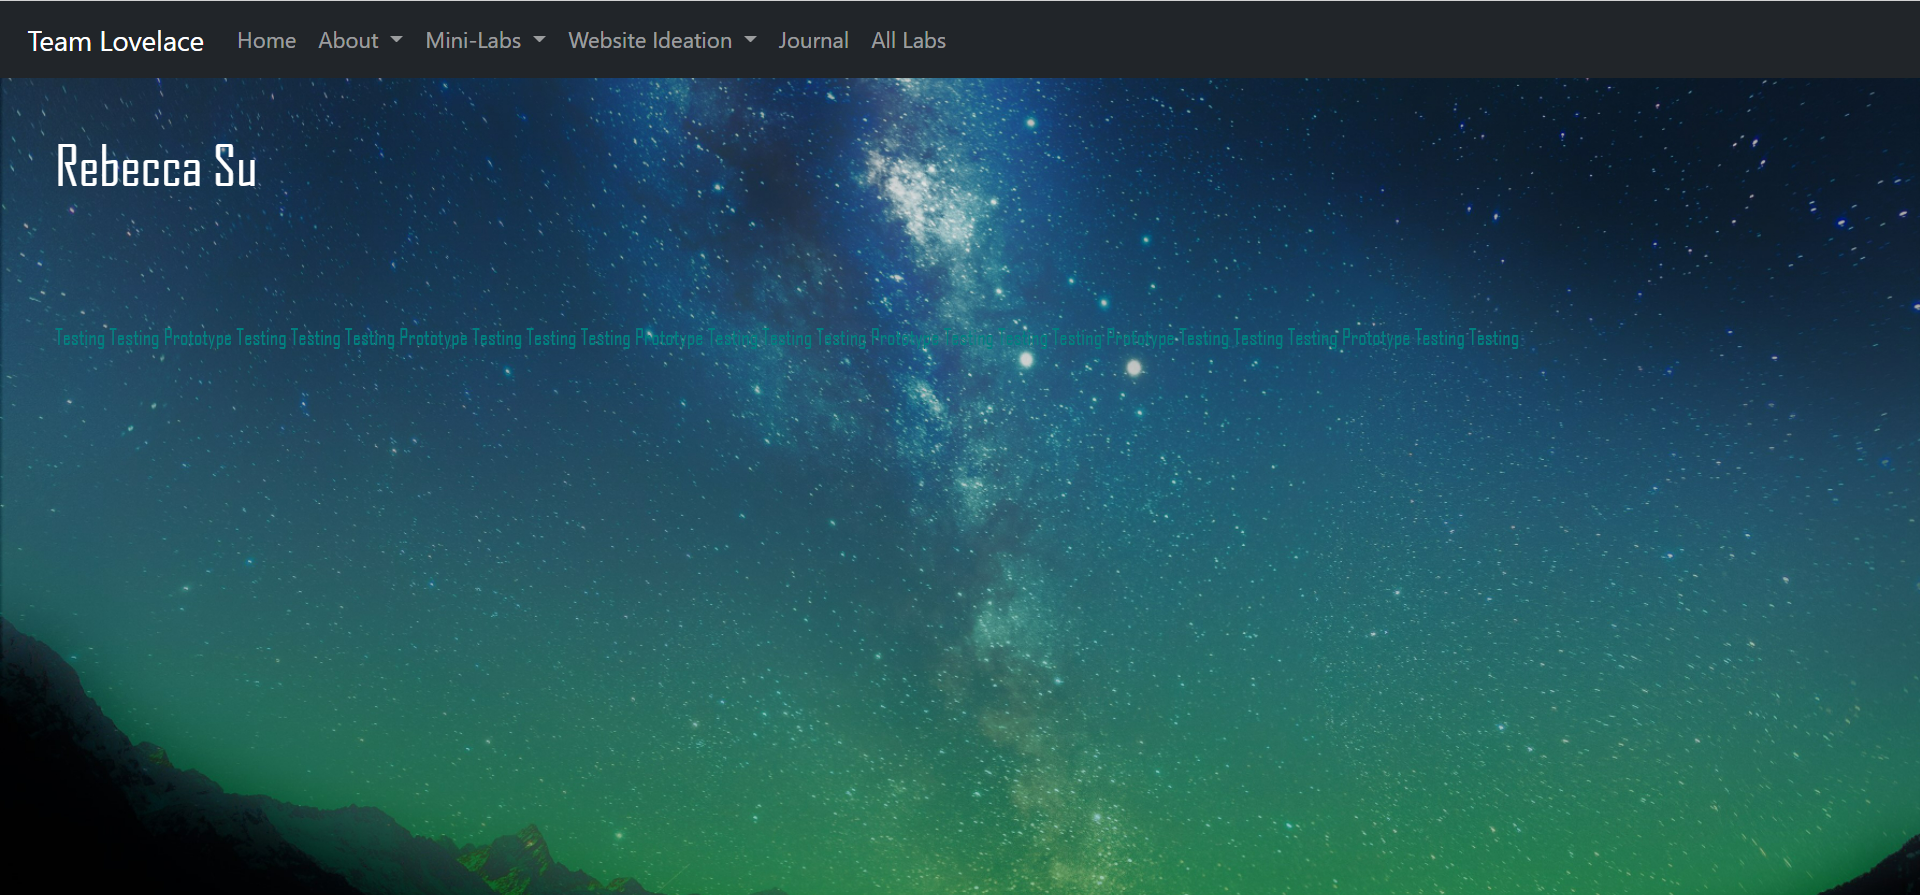 Team Lovelace Home About Mini-Labs Website Ideation Journal All Labs
Rebecca Su
Testing Testing Prototype Testing Testing Testing Prototype Testing Testing Testing Prototype Testing Testing Testing Prototype Testing Testing Testing Prototype Testing Testing Testing Prototype Testing Testing